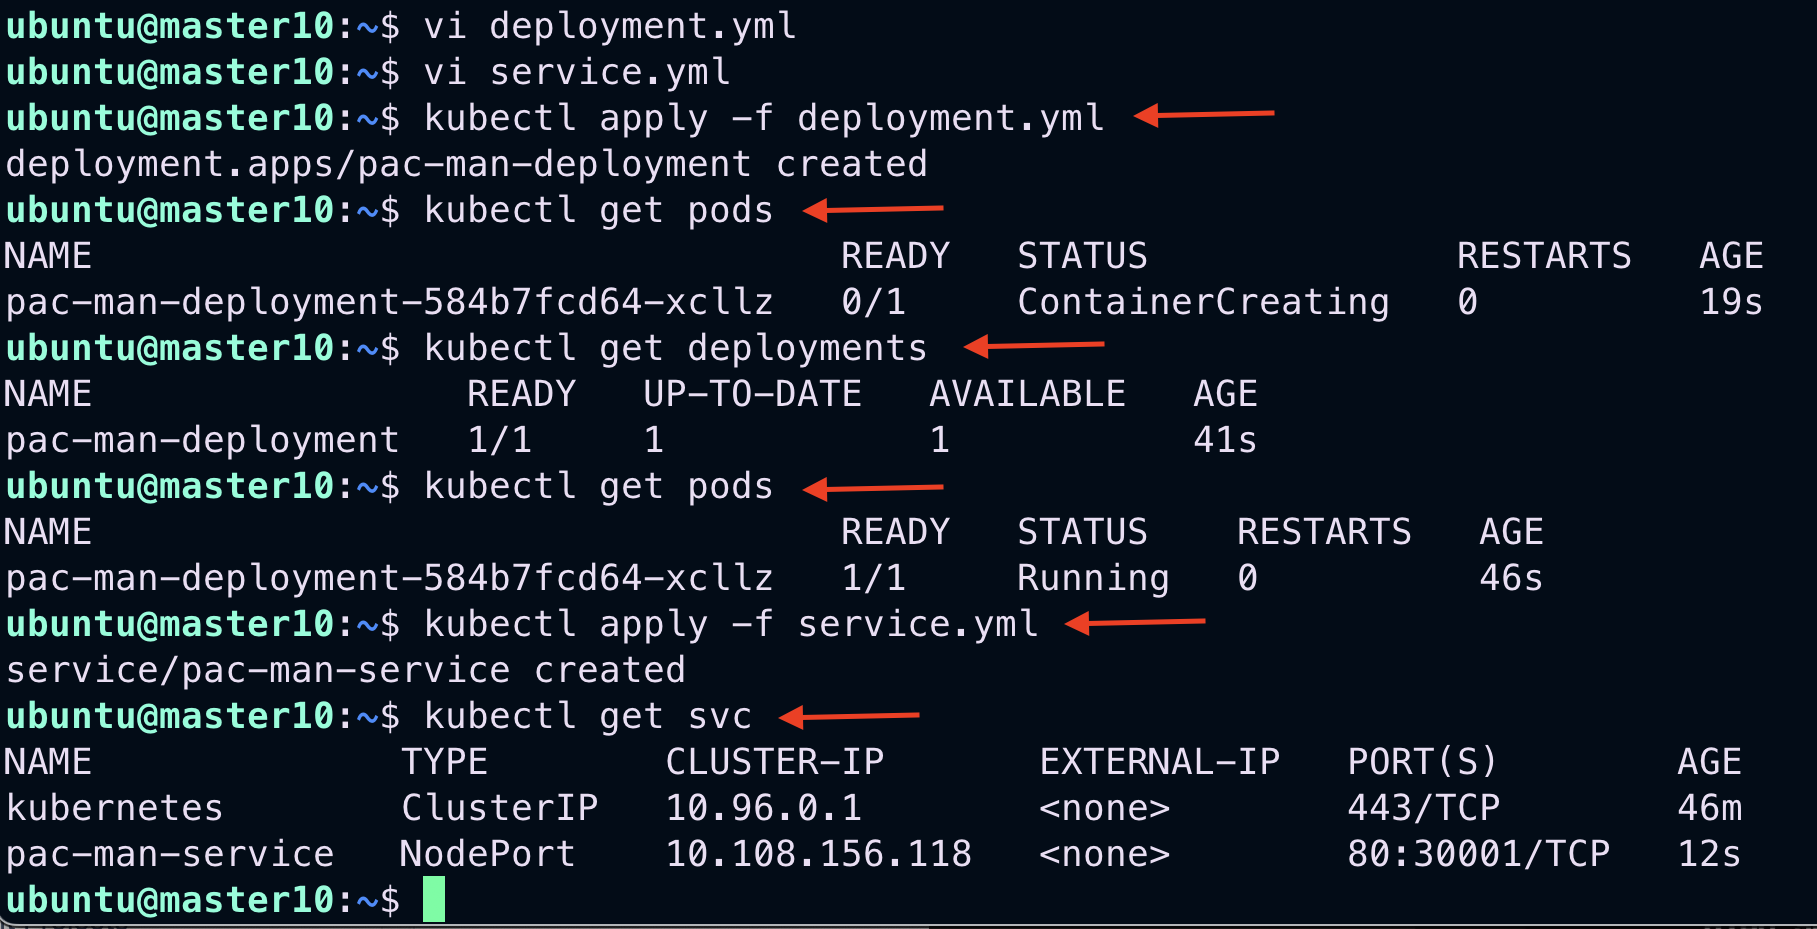 ubuntu@master10:~$ vi deployment.yml
ubuntu@master10:~$ vi service.yml
ubuntu@master10:~$ kubectl apply -f deployment.yml
deployment.apps/pac-man-deployment created
ubuntu@master10:~$ kubectl get pods
NAME READY STATUS RESTARTS AGE
pac-man-deployment-584b7fcd64-xcllz 0/1 ContainerCreating 0 19s
ubuntu@master10:~$ kubectl get deployments
NAME READY UP-TO-DATE AVAILABLE AGE
pac-man-deployment 1/1 1 1 41s
ubuntu@master10:~$ kubectl get pods
NAME READY STATUS RESTARTS AGE
pac-man-deployment-584b7fcd64-xcllz 1/1 Running 0 46s
ubuntu@master10:~$ kubectl apply -f service.yml
service/pac-man-service created
ubuntu@master10:~$ kubectl get svc
NAME TYPE CLUSTER-IP EXTERNAL-IP PORT(S) AGE
kubernetes ClusterIP 10.96.0.1 <none> 443/TCP 46m
pac-man-service NodePort 10.108.156.118 <none> 80:30001/TCP 12s
ubuntu@master10:~$